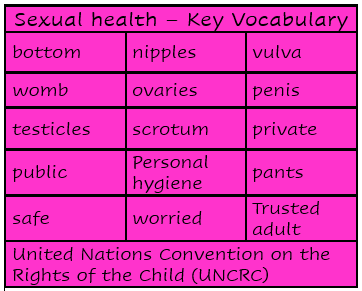 Sexual health – Key Vocabulary
bottom nipples vulva
womb ovaries penis
testicles scrotum private
public Personal hygiene pants
safe worried Trusted adult
United Nations Convention on the
Rights of the Child (UNCRC)